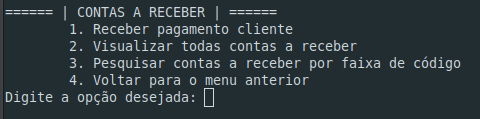 ====== | CONTAS A RECEBER | ======
1. Receber pagamento cliente
2. Visualizar todas contas a receber
3. Pesquisar contas a receber por faixa de código
4. Voltar para o menu anterior
Digite a opção desejada: